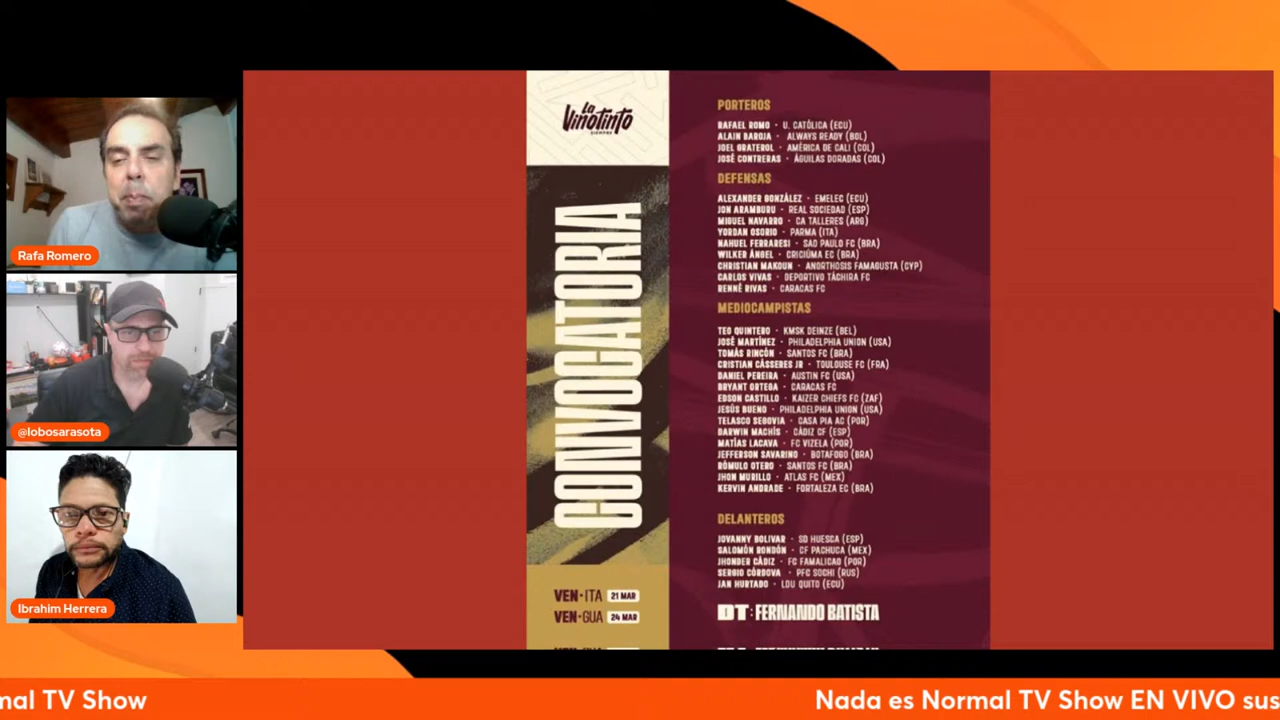 Rafa Romero
@lobosarasota
Ibrahim Herrera
La
Vinotinto
SIEMPRE
CONVOCATORIA
VEN·ITA 21 MAR
VEN·GUA 24 MAR
PORTEROS
RAFAEL ROMO · U. CATÓLICA (ECU)
ALAIN BAROJA · ALWAYS READY (BOL)
JOEL GRATEROL · AMÉRICA DE CALI (COL)
JOSÉ CONTRERAS · ÁGUILAS DORADAS (COL)
DEFENSAS
ALEXANDER GONZÁLEZ · EMELEC (ECU)
JON ARAMBURU · REAL SOCIEDAD (ESP)
MIGUEL NAVARRO · CA TALLERES (ARG)
YORDAN OSORIO · PARMA (ITA)
NAHUEL FERRARESI · SAO PAULO FC (BRA)
WILKER ÁNGEL · CRICIÚMA EC (BRA)
CHRISTIAN MAKOUN · ANORTHOSIS FAMAGUSTA (CYP)
CARLOS VIVAS · DEPORTIVO TÁCHIRA FC
RENNÉ RIVAS · CARACAS FC
MEDIOCAMPISTAS
TEO QUINTERO · KMSK DEINZE (BEL)
JOSÉ MARTÍNEZ · PHILADELPHIA UNION (USA)
TOMÁS RINCÓN · SANTOS FC (BRA)
CRISTIAN CÁSSERES JR · TOULOUSE FC (FRA)
DANIEL PEREIRA · AUSTIN FC (USA)
BRYANT ORTEGA · CARACAS FC
EDSON CASTILLO · KAIZER CHIEFS FC (ZAF)
JESÚS BUENO · PHILADELPHIA UNION (USA)
TELASCO SEGOVIA · CASA PIA AC (POR)
DARWIN MACHÍS · CÁDIZ CF (ESP)
MATÍAS LACAVA · FC VIZELA (POR)
JEFFERSON SAVARINO · BOTAFOGO (BRA)
RÓMULO OTERO · SANTOS FC (BRA)
JHON MURILLO · ATLAS FC (MEX)
KERVIN ANDRADE · FORTALEZA EC (BRA)
DELANTEROS
JOVANNY BOLIVAR · SD HUESCA (ESP)
SALOMÓN RONDÓN · CF PACHUCA (MEX)
JHONDER CÁDIZ · FC FAMALICAO (POR)
SERGIO CÓRDOVA · PFC SOCHI (RUS)
JAN HURTADO · LDU QUITO (ECU)
DT: FERNANDO BATISTA
mal TV Show
Nada es Normal TV Show EN VIVO sus